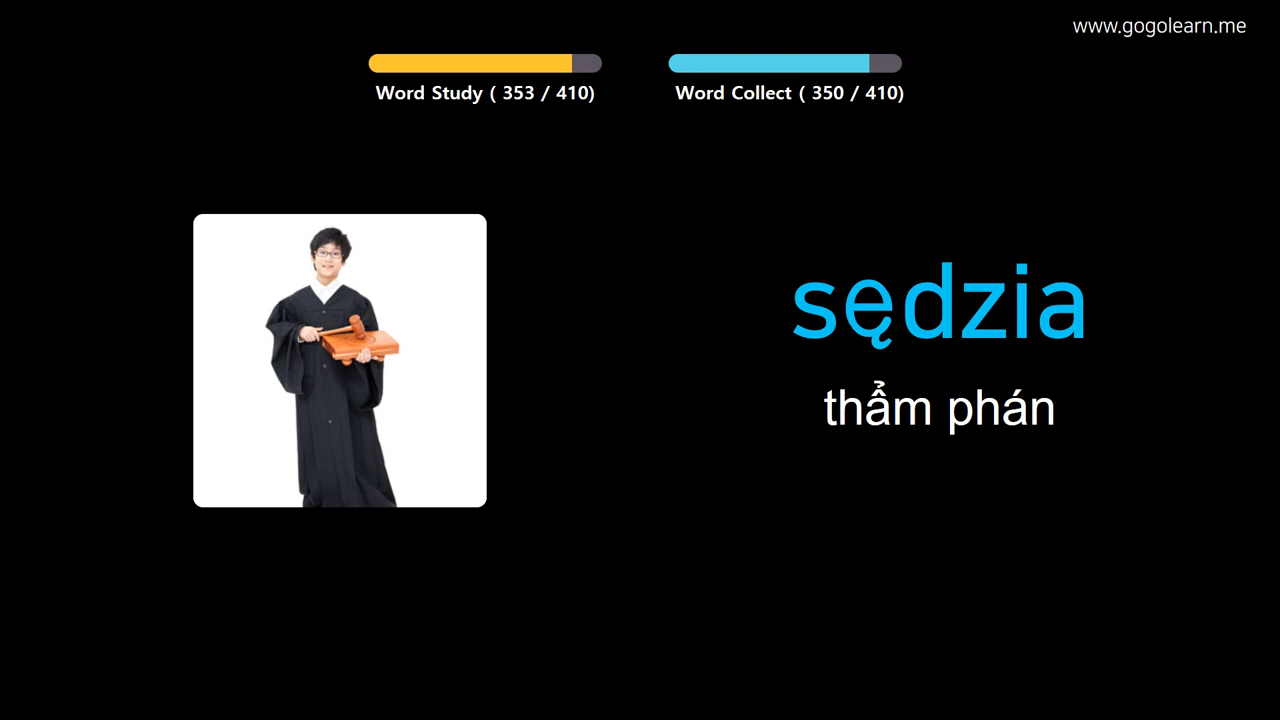 www.gogolearn.me
Word Study ( 353 / 410)
Word Collect ( 350 / 410)
sędzia
thẩm phán